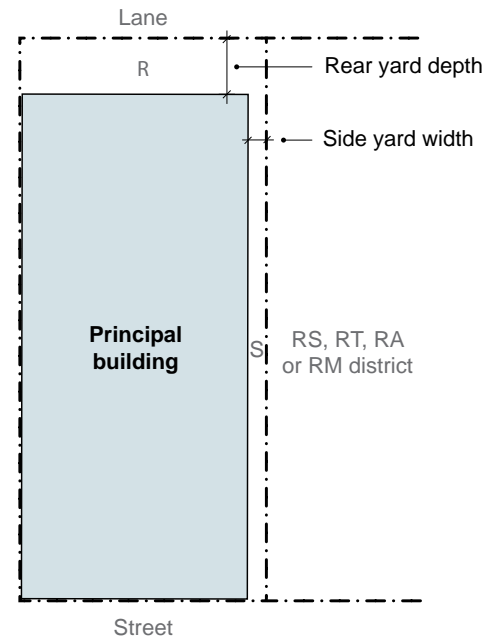 Lane
R
Rear yard depth
Side yard width
Principal
building
S
RS, RT, RA
or RM district
Street